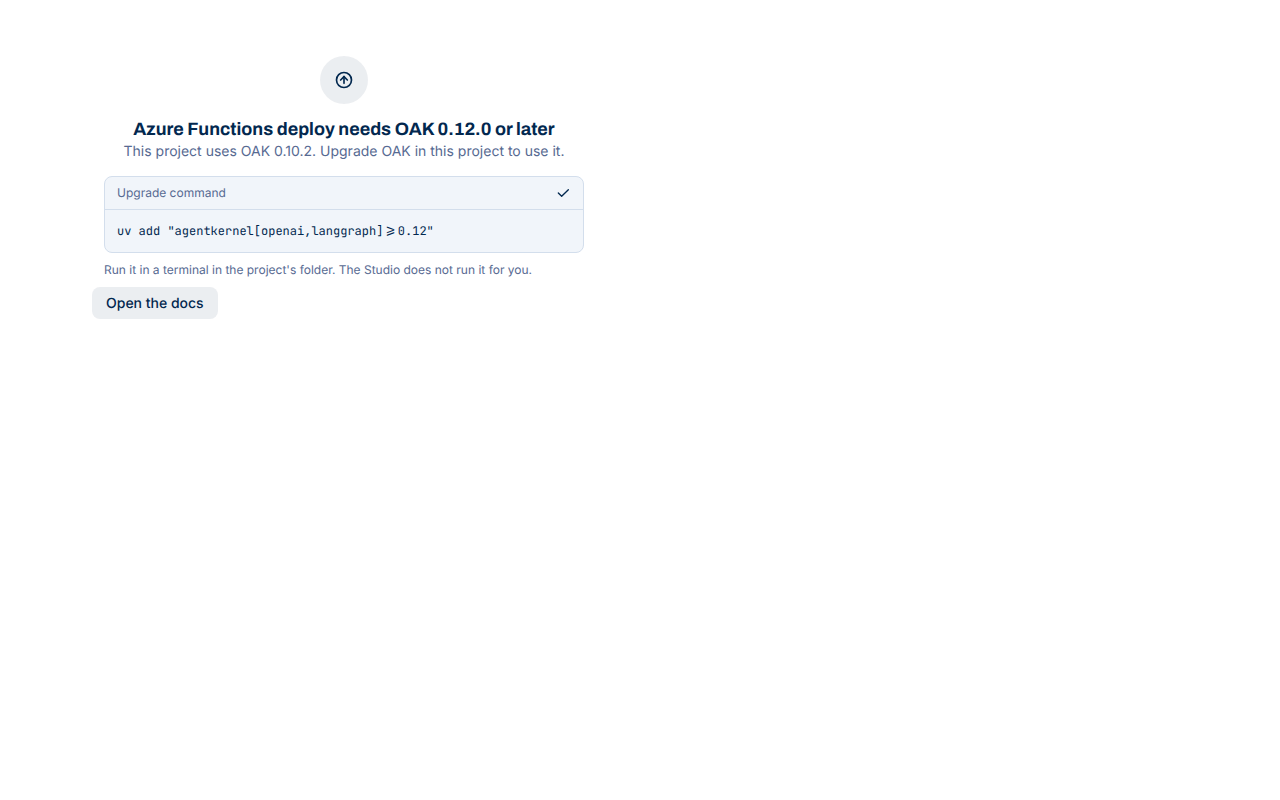 Azure Functions deploy needs OAK 0.12.0 or later
This project uses OAK 0.10.2. Upgrade OAK in this project to use it.
Upgrade command
uv add "agentkernel[openai,langgraph]>=0.12"
Run it in a terminal in the project's folder. The Studio does not run it for you.
Open the docs